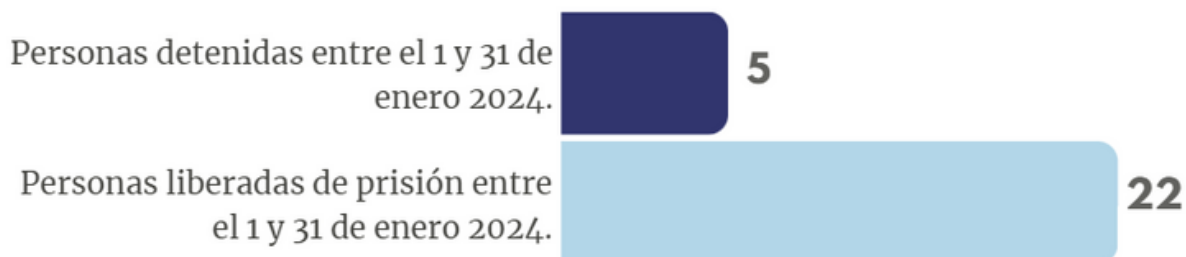 Personas detenidas entre el 1 y 31 de
enero 2024.
5
Personas liberadas de prisión entre
el 1 y 31 de enero 2024.
22